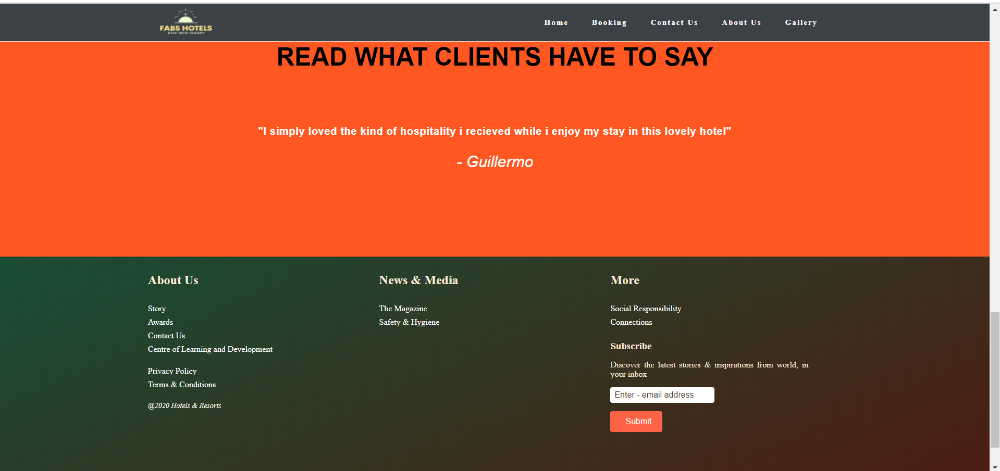 FAB5 HOTELS
STEP INTO LUXURY
Home Booking Contact Us About Us Gallery
READ WHAT CLIENTS HAVE TO SAY
"I simply loved the kind of hospitality i recieved while i enjoy my stay in this lovely hotel"
- Guillermo
About Us
Story
Awards
Contact Us
Centre of Learning and Development
Privacy Policy
Terms & Conditions
@2020 Hotels & Resorts
News & Media
The Magazine
Safety & Hygiene
More
Social Responsibility
Connections
Subscribe
Discover the latest stories & inspirations from world, in
your inbox
Enter - email address
Submit